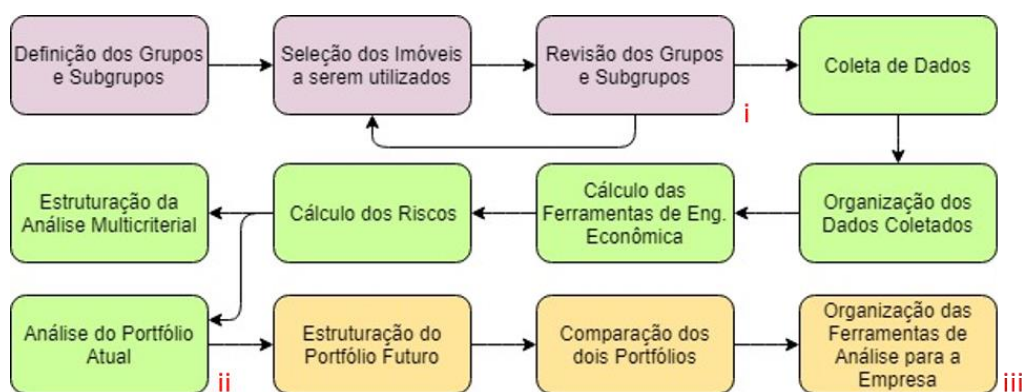 Definição dos Grupos
e Subgrupos
Seleção dos Imóveis
a serem utilizados
Revisão dos Grupos
e Subgrupos
i
Coleta de Dados
Estruturação da
Análise Multicriterial
Cálculo dos Riscos
Cálculo das
Ferramentas de Eng.
Econômica
Organização dos
Dados Coletados
Análise do Portfólio
Atual
ii
Estruturação do
Portfólio Futuro
Comparação dos
dois Portfólios
Organização das
Ferramentas de
Análise para a
Empresa
iii